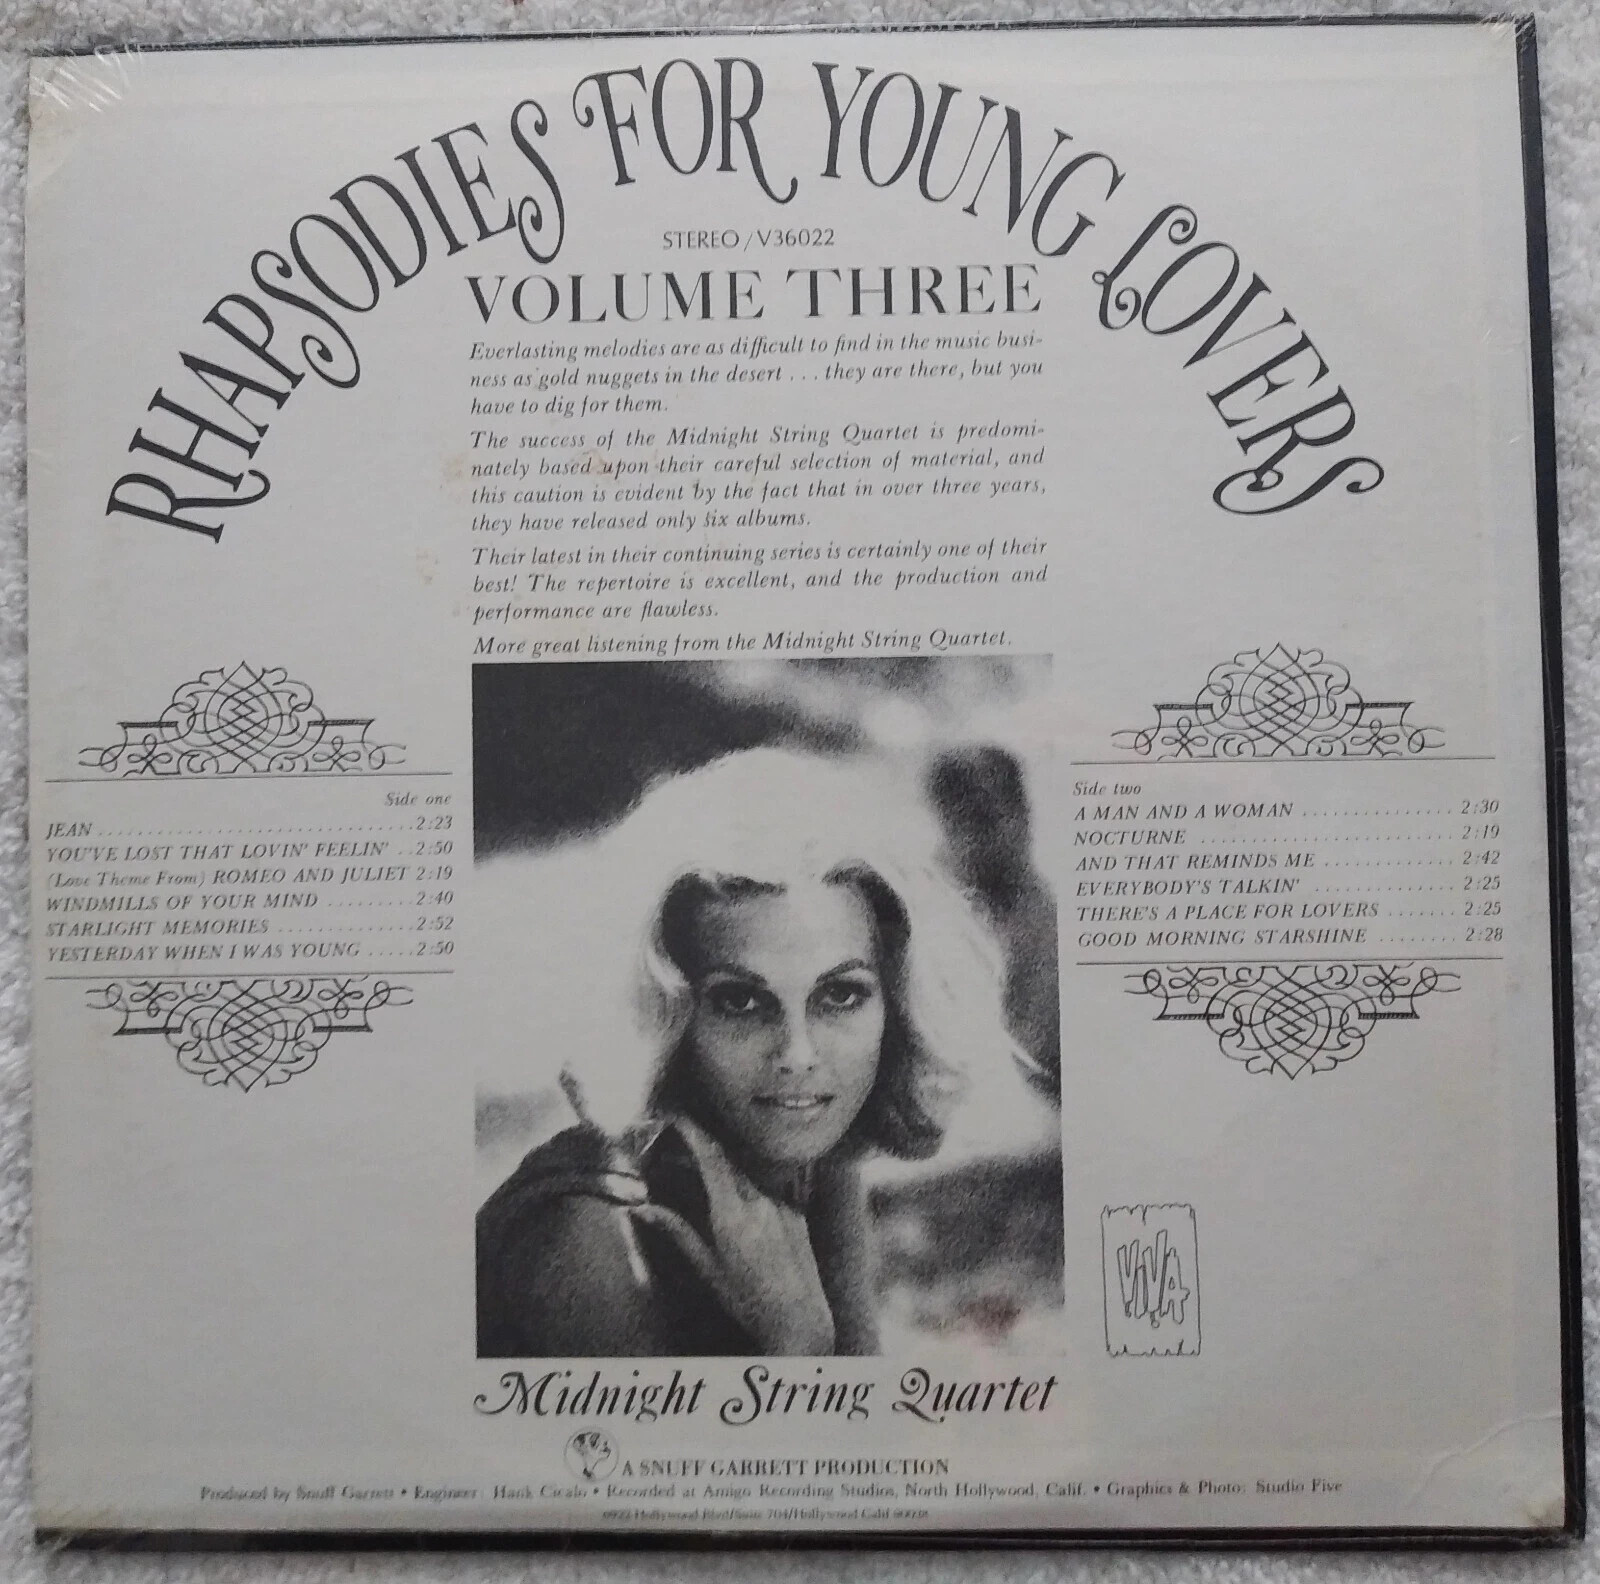 RHAPSODIES FOR YOUNG LOVERS
STEREO/V36022
VOLUME THREE
Everlasting melodies are as difficult to find in the music busi-
ness as gold nuggets in the desert . . . they are there, but you
have to dig for them.
The success of the Midnight String Quartet is predomi-
nately based upon their careful selection of material, and
this caution is evident by the fact that in over three years,
they have released only six albums.
Their latest in their continuing series is certainly one of their
best! The repertoire is excellent, and the production and
performance are flawless.
More great listening from the Midnight String Quartet.
Side one
JEAN ................................ 2:23
YOU'VE LOST THAT LOVIN' FEELIN' .. 2:50
(Love Theme From) ROMEO AND JULIET 2:19
WINDMILLS OF YOUR MIND ......... 2:40
STARLIGHT MEMORIES .............. 2:52
YESTERDAY WHEN I WAS YOUNG ..... 2:50
Side two
A MAN AND A WOMAN ............... 2:30
NOCTURNE .......................... 2:19
AND THAT REMINDS ME ............. 2:42
EVERYBODY'S TALKIN' .............. 2:25
THERE'S A PLACE FOR LOVERS ....... 2:25
GOOD MORNING STARSHINE ........ 2:28
VIVA
Midnight String Quartet
A SNUFF GARRETT PRODUCTION
Produced by Snuff Garrett • Engineer: Hank Cicalo • Recorded at Amigo Recording Studios, North Hollywood, Calif. • Graphics & Photo: Studio Five
Hollywood Blvd/Suite 704/Hollywood Calif